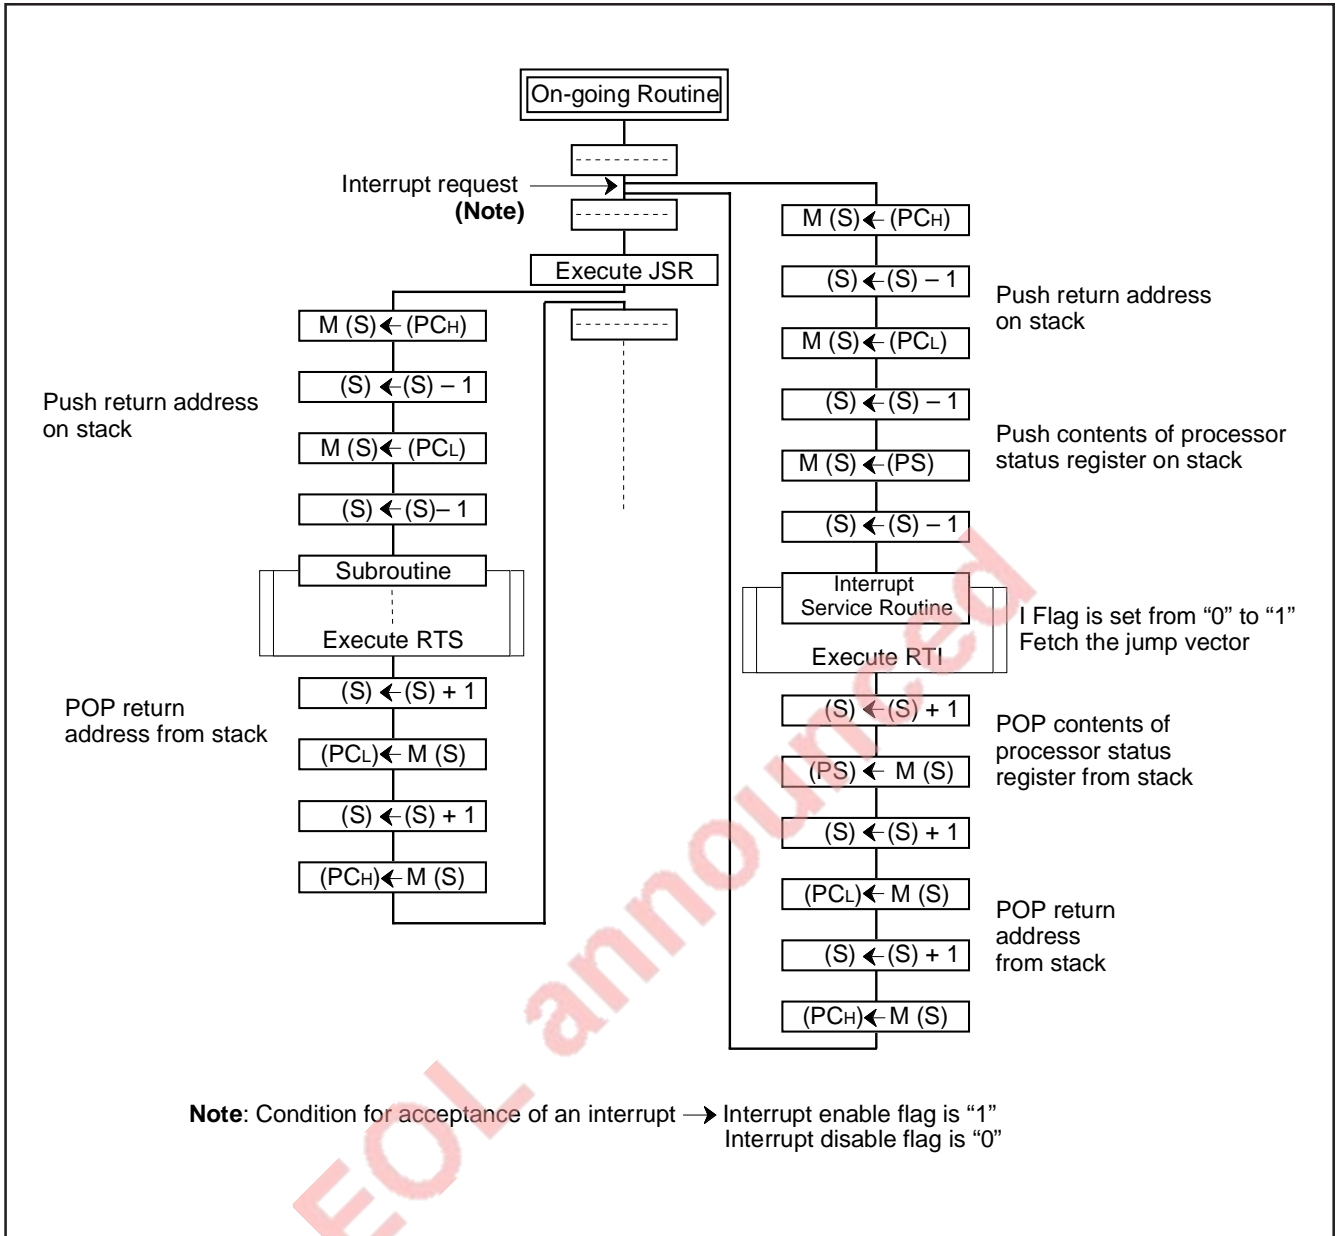 On-going Routine
Interrupt request
(Note)
Execute JSR
M (S) ← (PCH)
(S) ← (S) – 1
M (S) ← (PCL)
(S) ← (S)– 1
Push return address
on stack
Subroutine
Execute RTS
(S) ← (S) + 1
(PCL) ← M (S)
(S) ← (S) + 1
(PCH) ← M (S)
POP return
address from stack
M (S) ← (PCH)
(S) ← (S) – 1
M (S) ← (PCL)
(S) ← (S) – 1
M (S) ← (PS)
(S) ← (S) – 1
Push return address
on stack
Push contents of processor
status register on stack
Interrupt
Service Routine
Execute RTI
I Flag is set from “0” to “1”
Fetch the jump vector
(S) ← (S) + 1
(PS) ← M (S)
(S) ← (S) + 1
(PCL) ← M (S)
(S) ← (S) + 1
(PCH) ← M (S)
POP contents of
processor status
register from stack
POP return
address
from stack
Note: Condition for acceptance of an interrupt → Interrupt enable flag is “1”
Interrupt disable flag is “0”
EOL announced